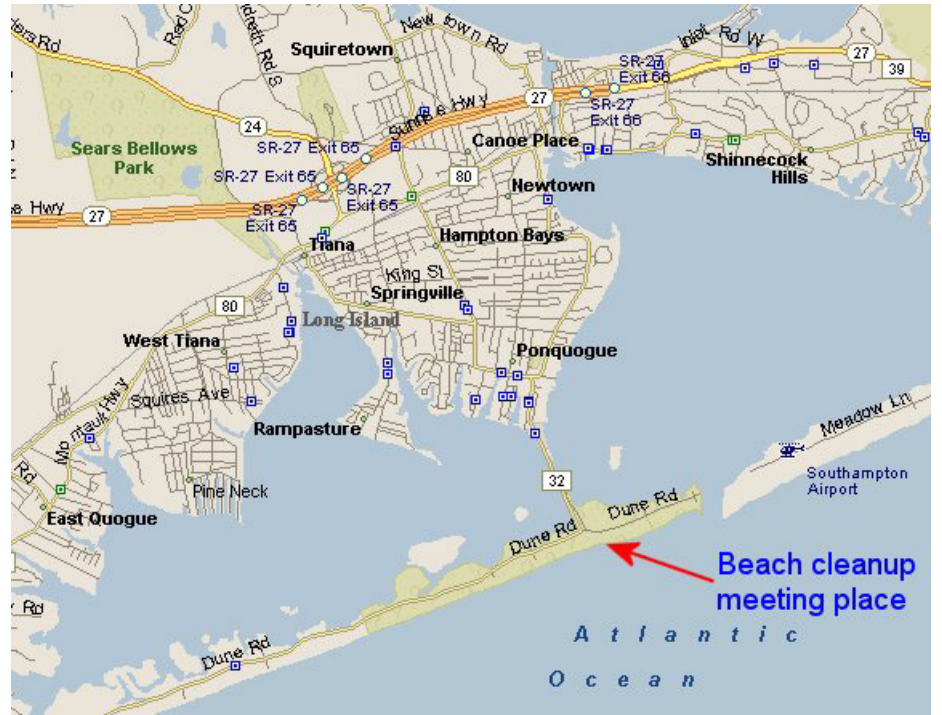 New town Rd
Squiretown
Inlet Rd W
27
SR-27
Exit 66
39
Sunrise Hwy
27
SR-27
Exit 66
24
Canoe Place
Sears Bellows
Park
SR-27 Exit 65
Shinnecock
Hills
80
SR-27 Exit 65
Newtown
SR-27
Exit 65
27
e Hwy
SR-27
Exit 65
Tiana
Hampton Bays
King St
Springville
80
Long Island
West Tiana
Ponquogue
Squires Ave
Montauk Hwy
Meadow Ln
Rampasture
Rd
Southampton
Airport
Pine Neck
32
East Quogue
Dune Rd
Dune Rd
Beach cleanup
meeting place
Rd
Dune Rd
Atlantic
Ocean